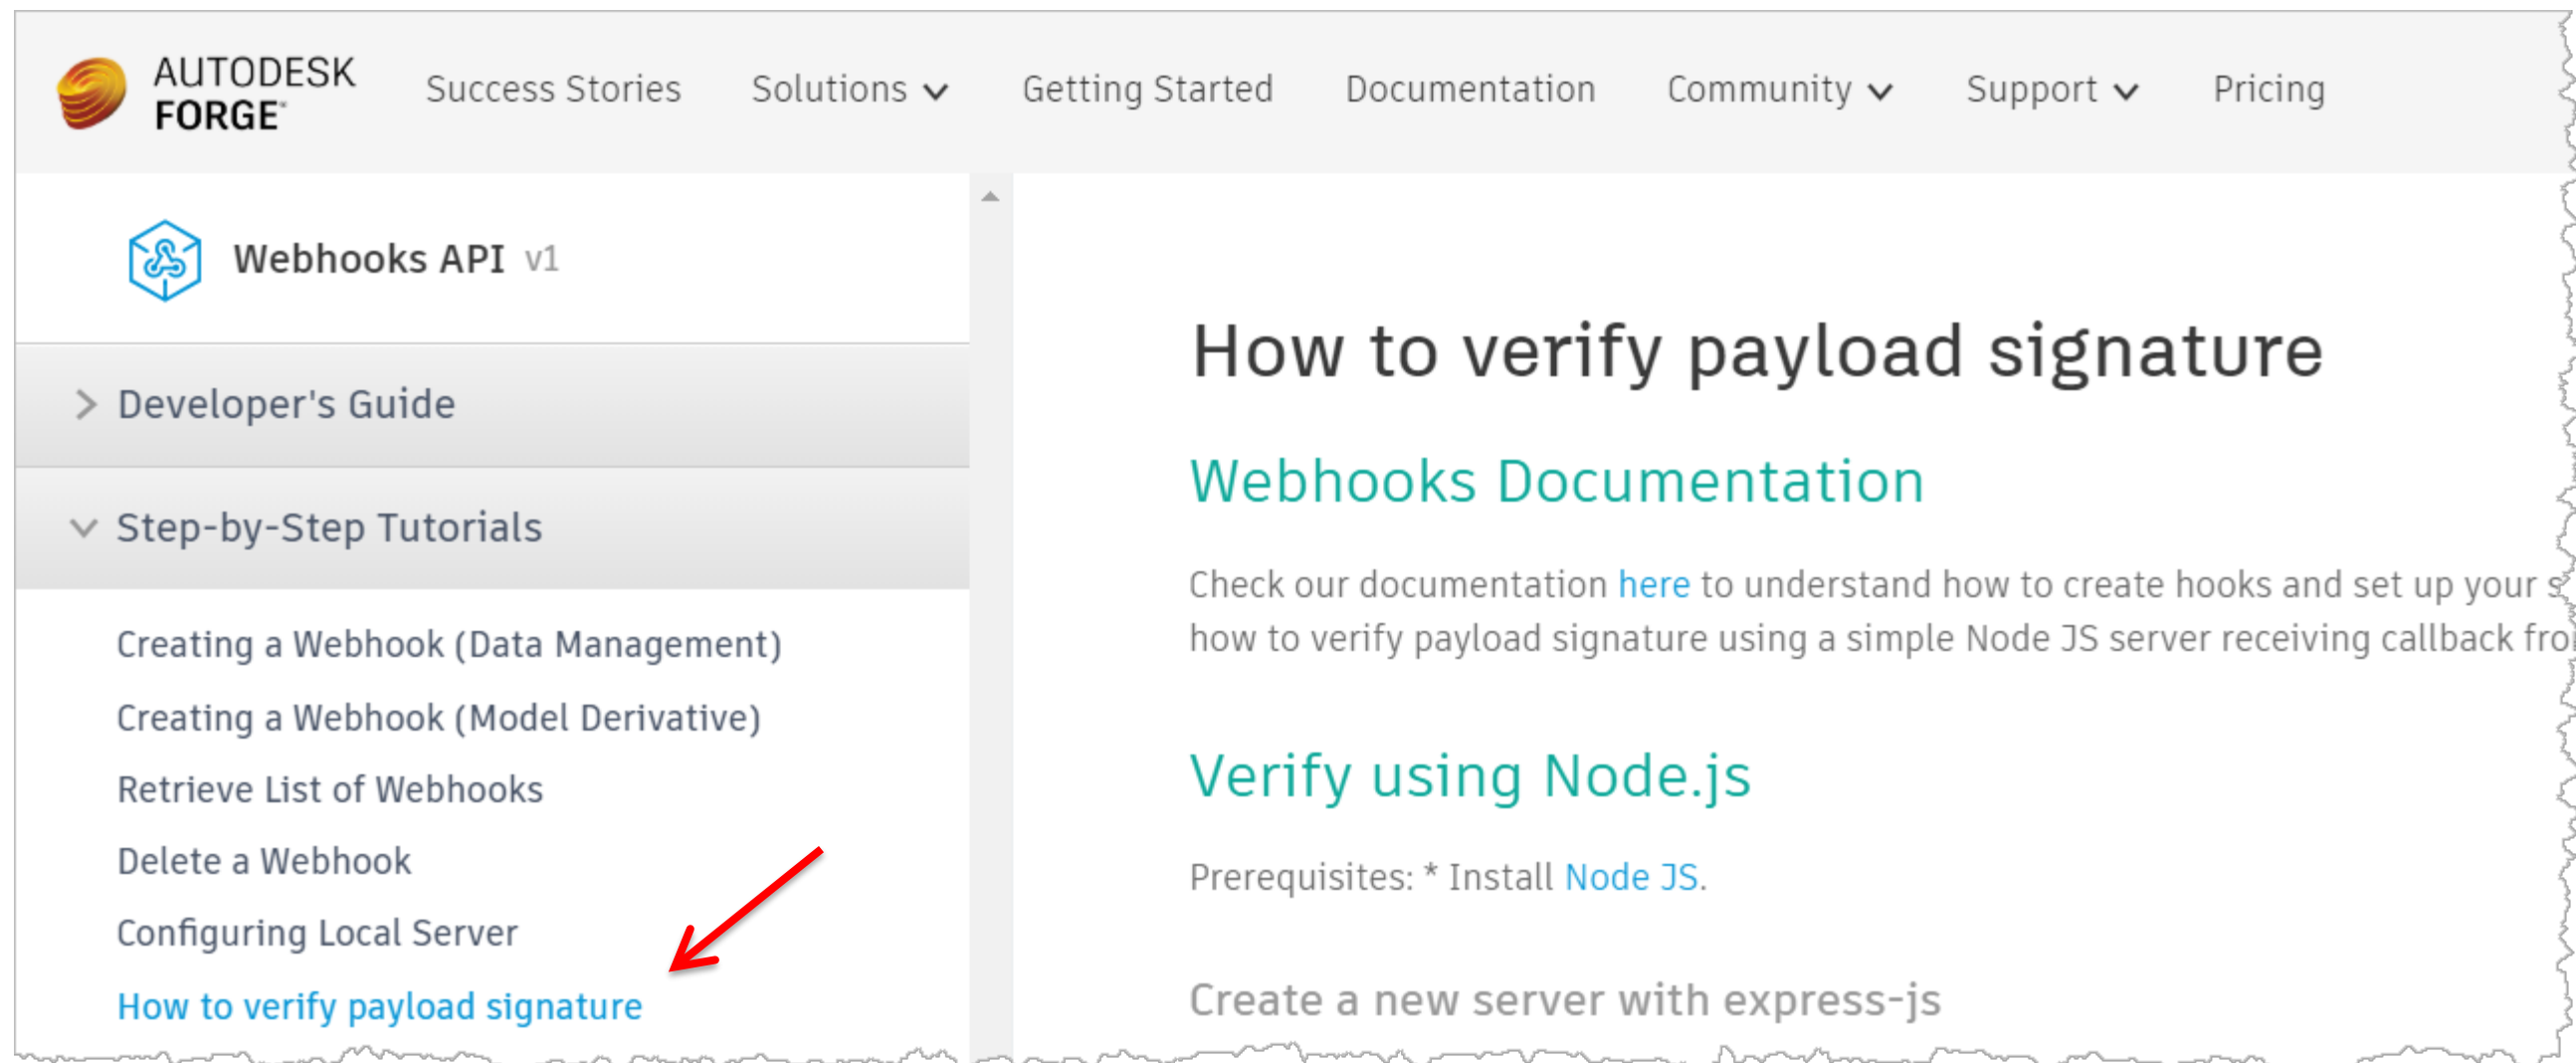 AUTODESK
FORGE
Success Stories
Solutions
Getting Started
Documentation
Community
Support
Pricing
Webhooks API v1
Developer's Guide
Step-by-Step Tutorials
Creating a Webhook (Data Management)
Creating a Webhook (Model Derivative)
Retrieve List of Webhooks
Delete a Webhook
Configuring Local Server
How to verify payload signature
How to verify payload signature
Webhooks Documentation
Check our documentation here to understand how to create hooks and set up your
how to verify payload signature using a simple Node JS server receiving callback
Verify using Node.js
Prerequisites: * Install Node JS.
Create a new server with express-js